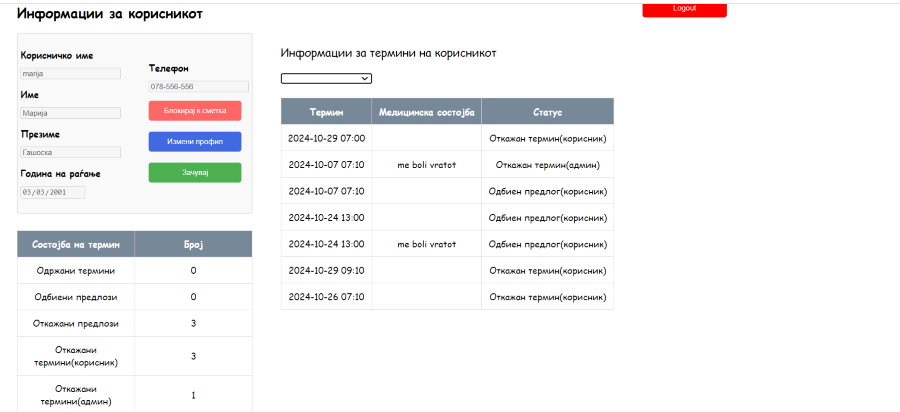 Информации за корисникот
Logout
Корисничко име
marija
Име
Марија
Презиме
Гашоска
Година на раѓање
03/03/2001
Телефон
078-556-556
Блокирај к.сметка
Измени профил
Зачувај
Состојба на термин Број
Одржани термини 0
Одбиени предлози 0
Откажани предлози 3
Откажани
термини(корисник) 3
Откажани
термини(админ) 1
Информации за термини на корисникот
Термин Медицинска состојба Статус
2024-10-29 07:00 Откажан термин(корисник)
2024-10-07 07:10 me boli vratot Откажан термин(админ)
2024-10-07 07:10 Одбиен предлог(корисник)
2024-10-24 13:00 Одбиен предлог(корисник)
2024-10-24 13:00 me boli vratot Одбиен предлог(корисник)
2024-10-29 09:10 Откажан термин(корисник)
2024-10-26 07:10 Откажан термин(корисник)